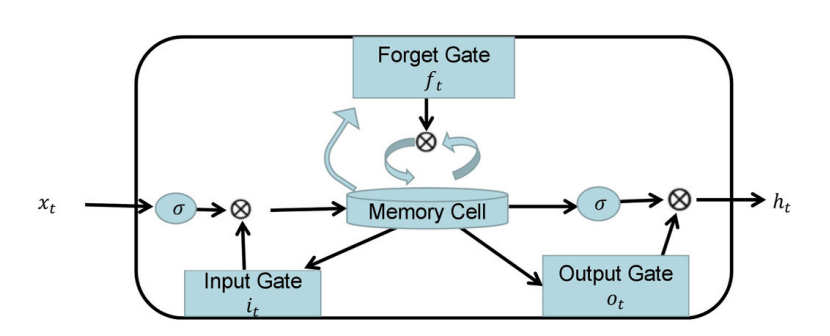 Forget Gate
f_t
x_t
σ
Memory Cell
σ
h_t
Input Gate
i_t
Output Gate
o_t